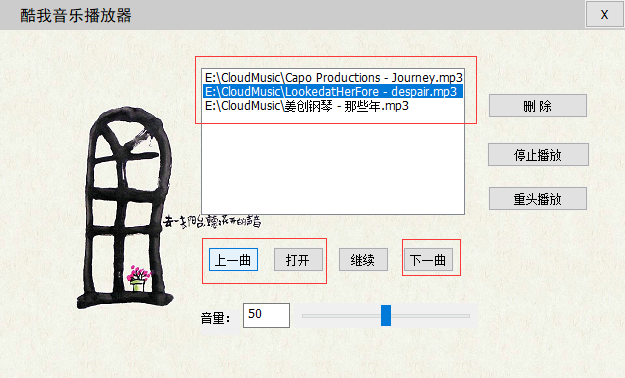 酷我音乐播放器
X
E:\CloudMusic\Capo Productions - Journey.mp3
E:\CloudMusic\LookedatHerFore - despair.mp3
E:\CloudMusic\姜创钢琴 - 那些年.mp3
删 除
停止播放
重头播放
上一曲
打开
继续
下一曲
音量：
50